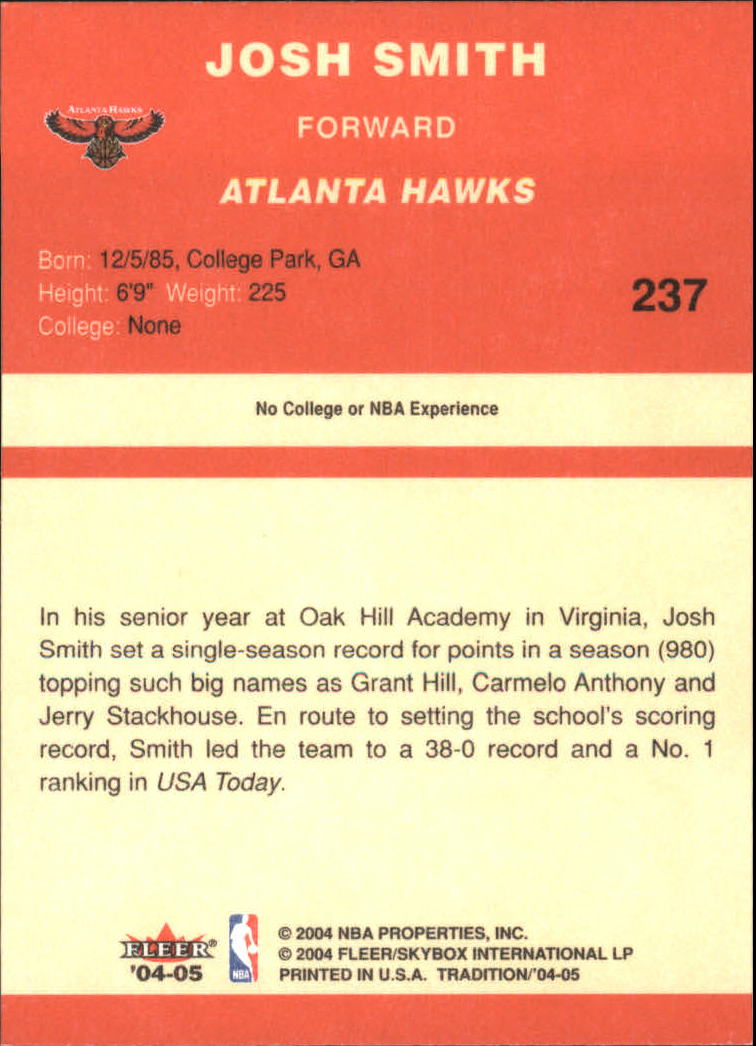 JOSH SMITH
ATLANTA HAWKS
FORWARD
ATLANTA HAWKS
Born: 12/5/85, College Park, GA
Height: 6'9" Weight: 225
237
College: None
No College or NBA Experience
In his senior year at Oak Hill Academy in Virginia, Josh
Smith set a single-season record for points in a season (980)
topping such big names as Grant Hill, Carmelo Anthony and
Jerry Stackhouse. En route to setting the school's scoring
record, Smith led the team to a 38-0 record and a No. 1
ranking in USA Today.
FLEER®
'04-05
NBA
© 2004 NBA PROPERTIES, INC.
© 2004 FLEER/SKYBOX INTERNATIONAL LP
PRINTED IN U.S.A. TRADITION/'04-05